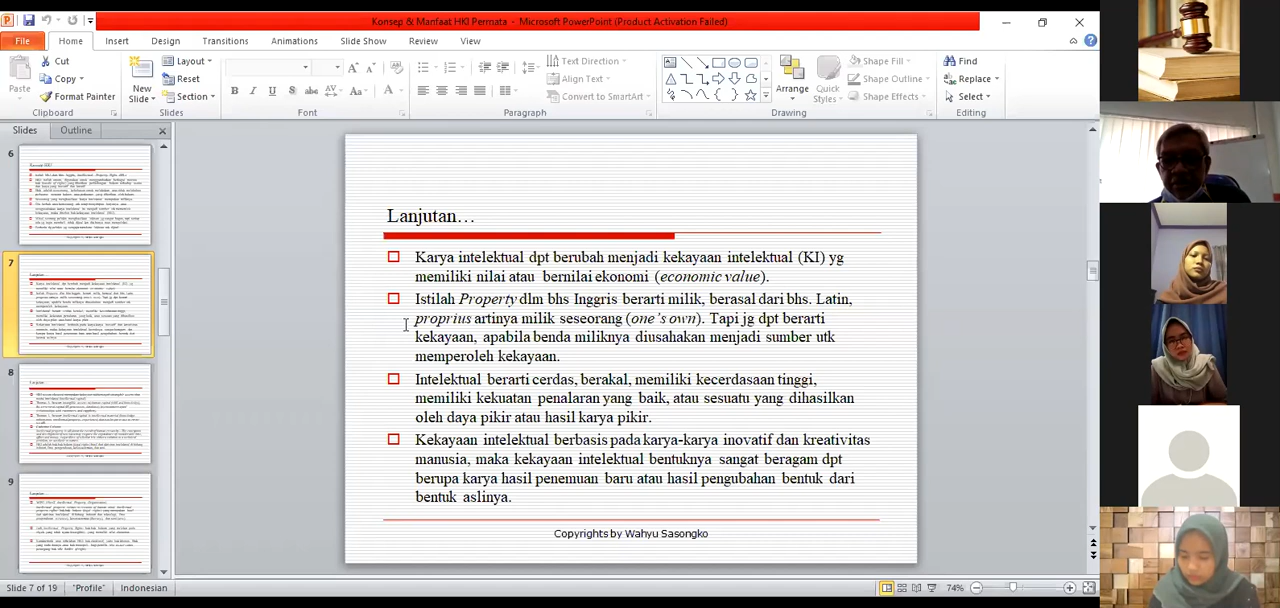 Konsep & Manfaat HKI Permata - Microsoft PowerPoint (Product Activation Failed)
File Home Insert Design Transitions Animations Slide Show Review View
Paste
Cut
Copy
Format Painter
Clipboard
New Slide
Layout
Reset
Section
Slides
Font
Text Direction
Align Text
Convert to SmartArt
Paragraph
Arrange
Quick Styles
Shape Fill
Shape Outline
Shape Effects
Drawing
Find
Replace
Select
Editing
Slides Outline
6
7
8
9
Lanjutan…
Karya intelektual dpt berubah menjadi kekayaan intelektual (KI) yg
memiliki nilai atau bernilai ekonomi (economic value).
Istilah Property dlm bhs Inggris berarti milik, berasal dari bhs. Latin,
proprius artinya milik seseorang (one's own). Tapi jg dpt berarti
kekayaan, apabila benda miliknya diusahakan menjadi sumber utk
memperoleh kekayaan.
Intelektual berarti cerdas, berakal, memiliki kecerdasaan tinggi,
memiliki kekuatan penalaran yang baik, atau sesuatu yang dihasilkan
oleh daya pikir atau hasil karya pikir.
Kekayaan intelektual berbasis pada karya-karya imajinatif dan kreativitas
manusia, maka kekayaan intelektual bentuknya sangat beragam dpt
berupa karya hasil penemuan baru atau hasil pengubahan bentuk dari
bentuk aslinya.
Copyrights by Wahyu Sasongko
Slide 7 of 19 "Profile" Indonesian 74%